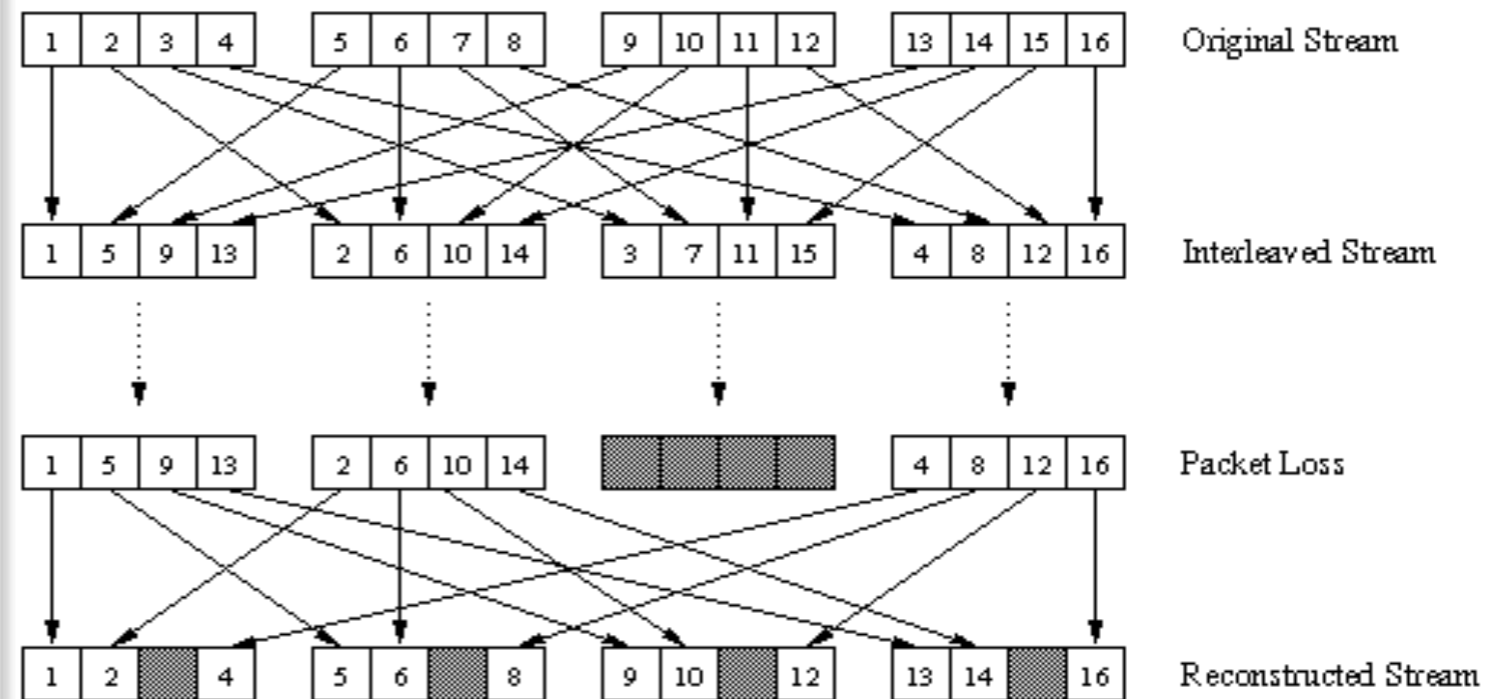 1 2 3 4 5 6 7 8 9 10 11 12 13 14 15 16 Original Stream
1 5 9 13 2 6 10 14 3 7 11 15 4 8 12 16 Interleaved Stream
1 5 9 13 2 6 10 14 4 8 12 16 Packet Loss
1 2 4 5 6 8 9 10 12 13 14 16 Reconstructed Stream